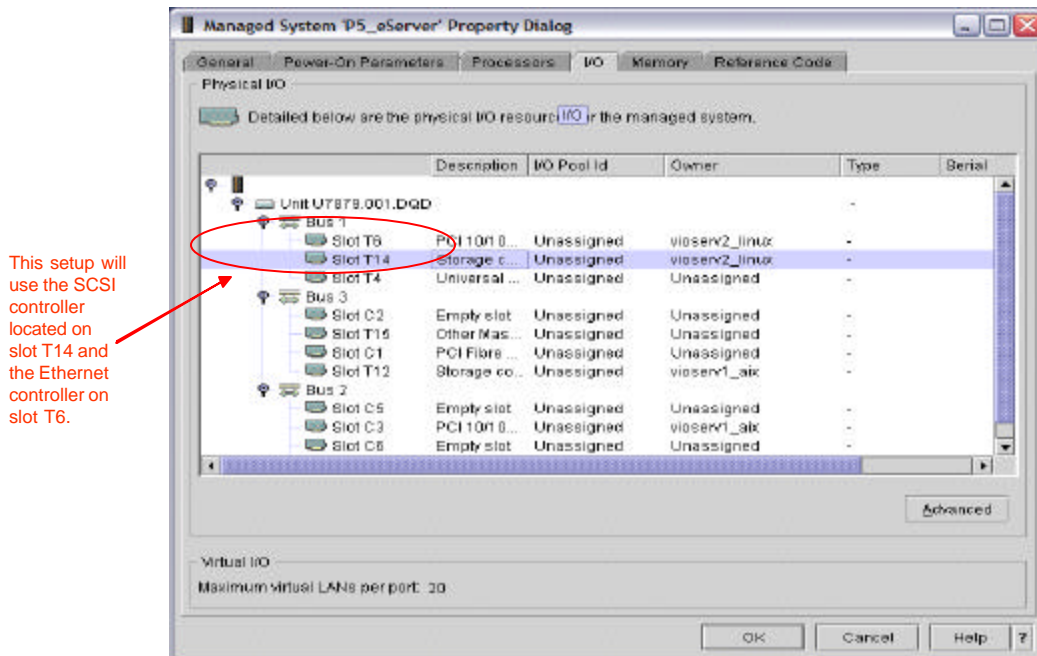 Managed System 'P5_eServer' Property Dialog
General Power-On Parameters Processors I/O Memory Reference Code
Physical I/O
Detailed below are the physical I/O resourc I/O r the managed system.
Description I/O Pool Id Owner Type Serial
Unit U7879.001.DQD -
Bus 1
Slot T6 PCI 10/10... Unassigned vioserv2_linux -
Slot T14 Storage c... Unassigned vioserv2_linux -
Slot T4 Universal ... Unassigned Unassigned -
Bus 3
Slot C2 Empty slot Unassigned Unassigned -
Slot T15 Other Mas... Unassigned Unassigned -
Slot C1 PCI Fibre ... Unassigned Unassigned -
Slot T12 Storage co... Unassigned vioserv1_aix -
Bus 2
Slot C5 Empty slot Unassigned Unassigned -
Slot C3 PCI 10/10... Unassigned vioserv1_aix -
Slot C6 Empty slot Unassigned Unassigned -
This setup will
use the SCSI
controller
located on
slot T14 and
the Ethernet
controller on
slot T6.
Advanced
Virtual I/O
Maximum virtual LANs per port: 20
OK Cancel Help ?